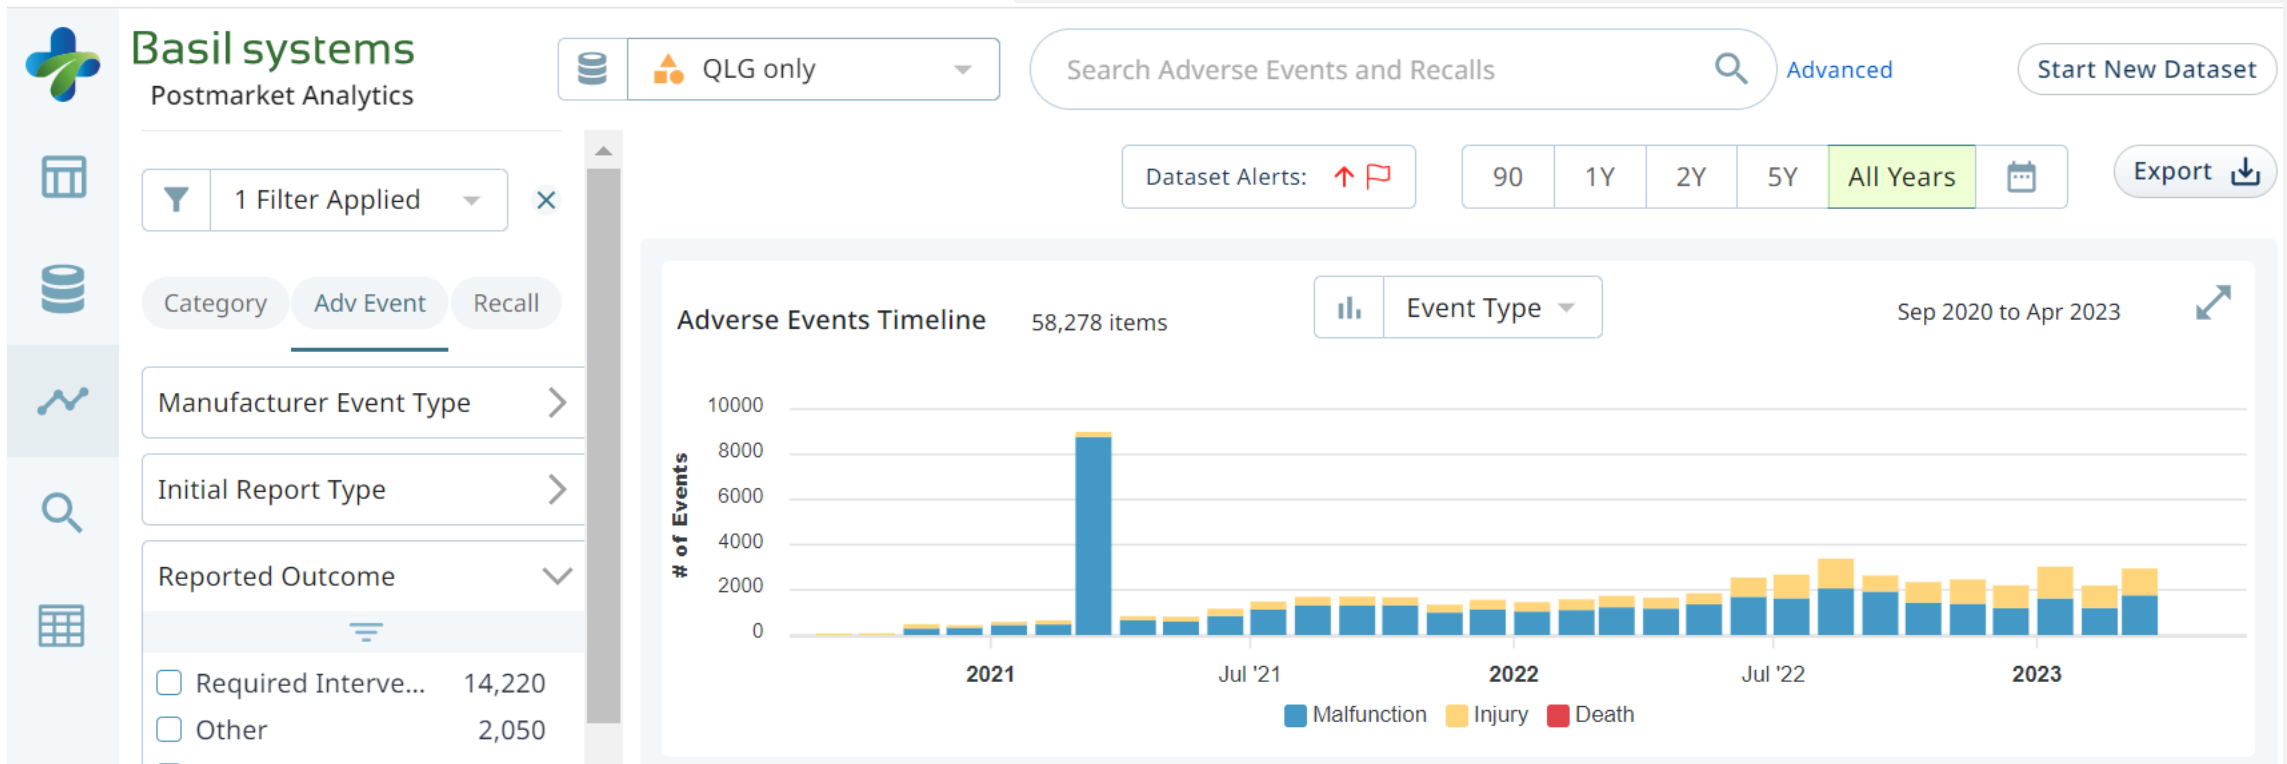 Basil systems
Postmarket Analytics
QLG only
Search Adverse Events and Recalls
Advanced
Start New Dataset
1 Filter Applied
Dataset Alerts:
90 1Y 2Y 5Y All Years
Export
Category Adv Event Recall
Manufacturer Event Type
Initial Report Type
Reported Outcome
Required Interve... 14,220
Other 2,050
Adverse Events Timeline 58,278 items
Event Type
Sep 2020 to Apr 2023
# of Events
10000
8000
6000
4000
2000
0
2021 Jul '21 2022 Jul '22 2023
Malfunction Injury Death